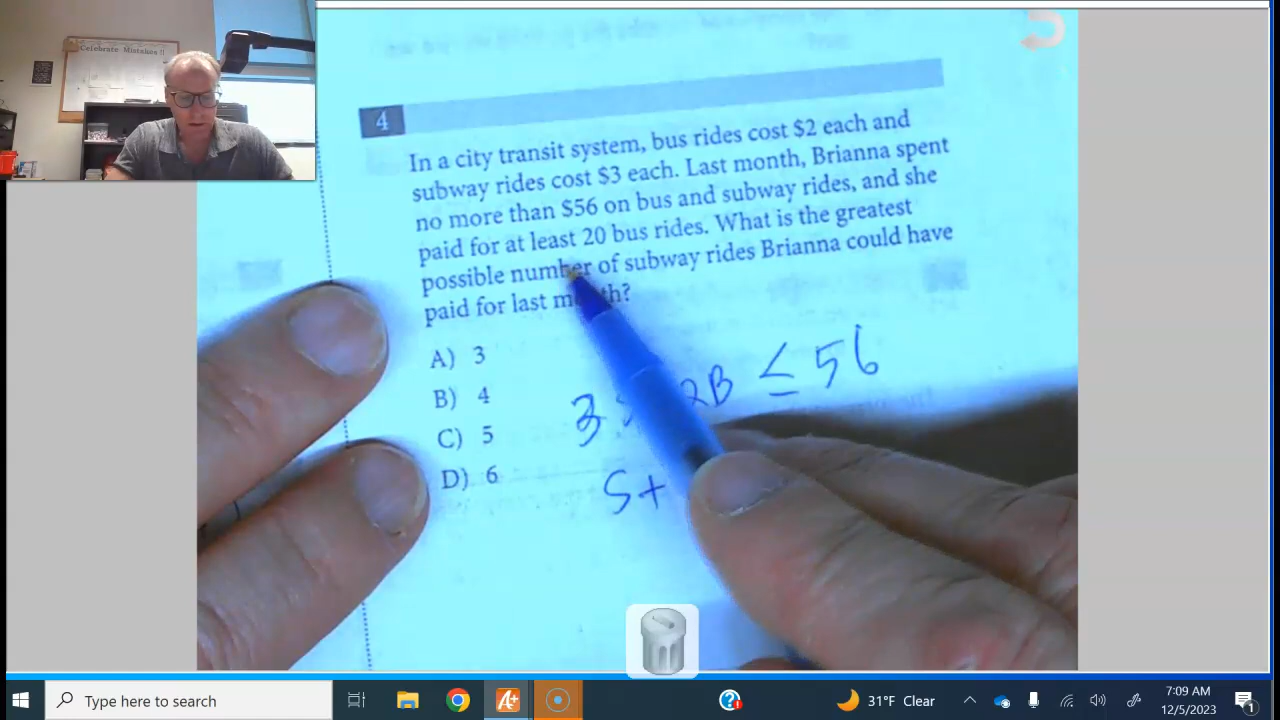 Celebrate Mistakes !!
4
In a city transit system, bus rides cost $2 each and
subway rides cost $3 each. Last month, Brianna spent
no more than $56 on bus and subway rides, and she
paid for at least 20 bus rides. What is the greatest
possible number of subway rides Brianna could have
paid for last month?
A) 3
B) 4
C) 5
D) 6
3 2B ≤ 56
S+
Type here to search
31°F Clear
7:09 AM
12/5/2023
1